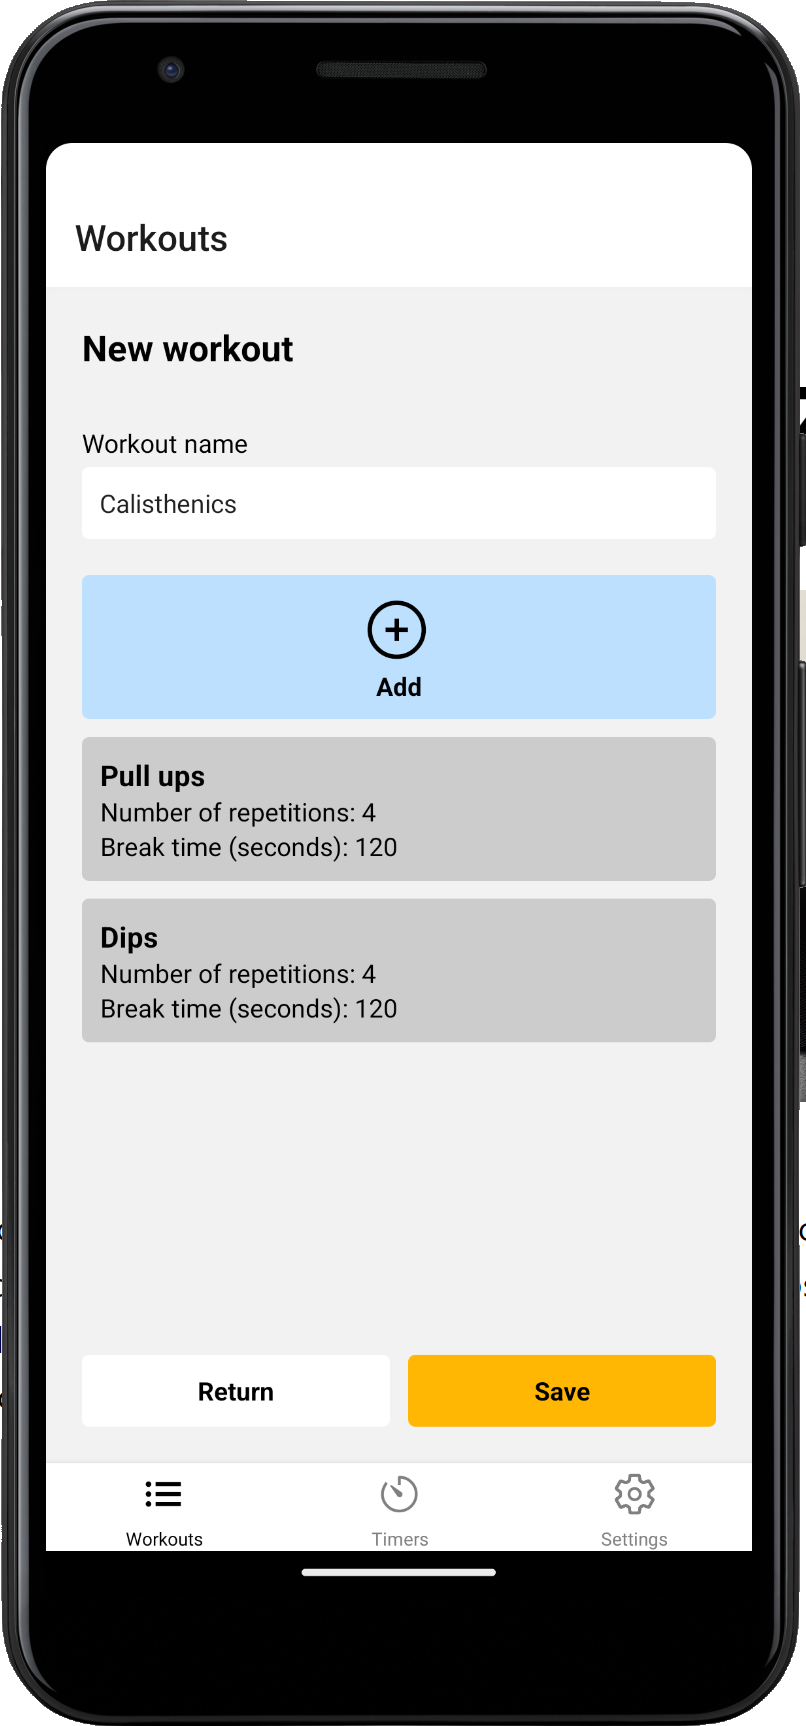 Workouts
New workout
Workout name
Calisthenics
Add
Pull ups
Number of repetitions: 4
Break time (seconds): 120
Dips
Number of repetitions: 4
Break time (seconds): 120
Return Save
Workouts Timers Settings